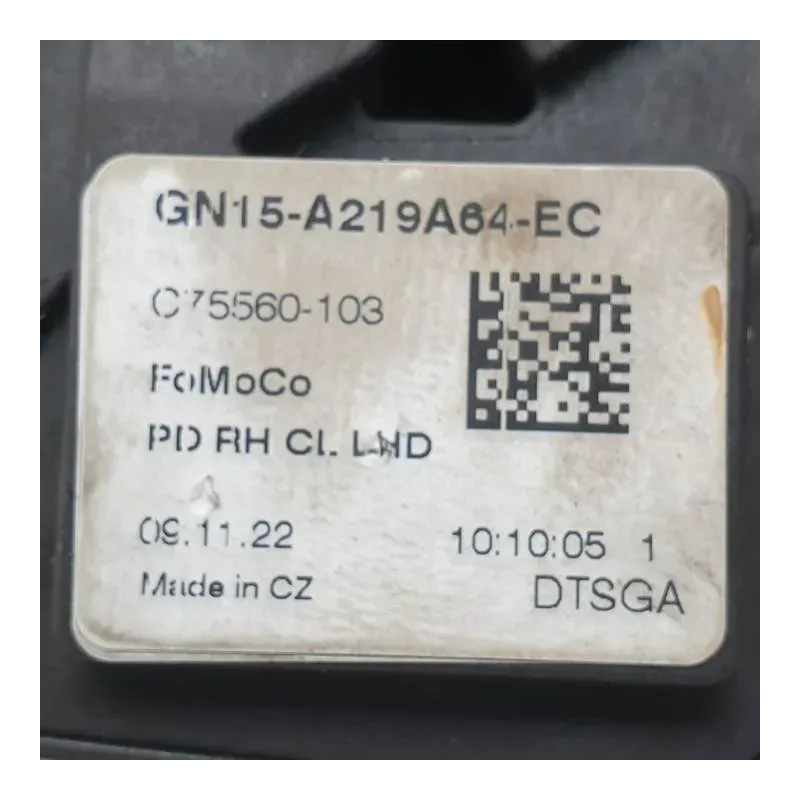 GN15-A219A64-EC
C75560-103
FoMoCo
PD RH CL LHD
09.11.22 10:10:05 1
Made in CZ DTSGA